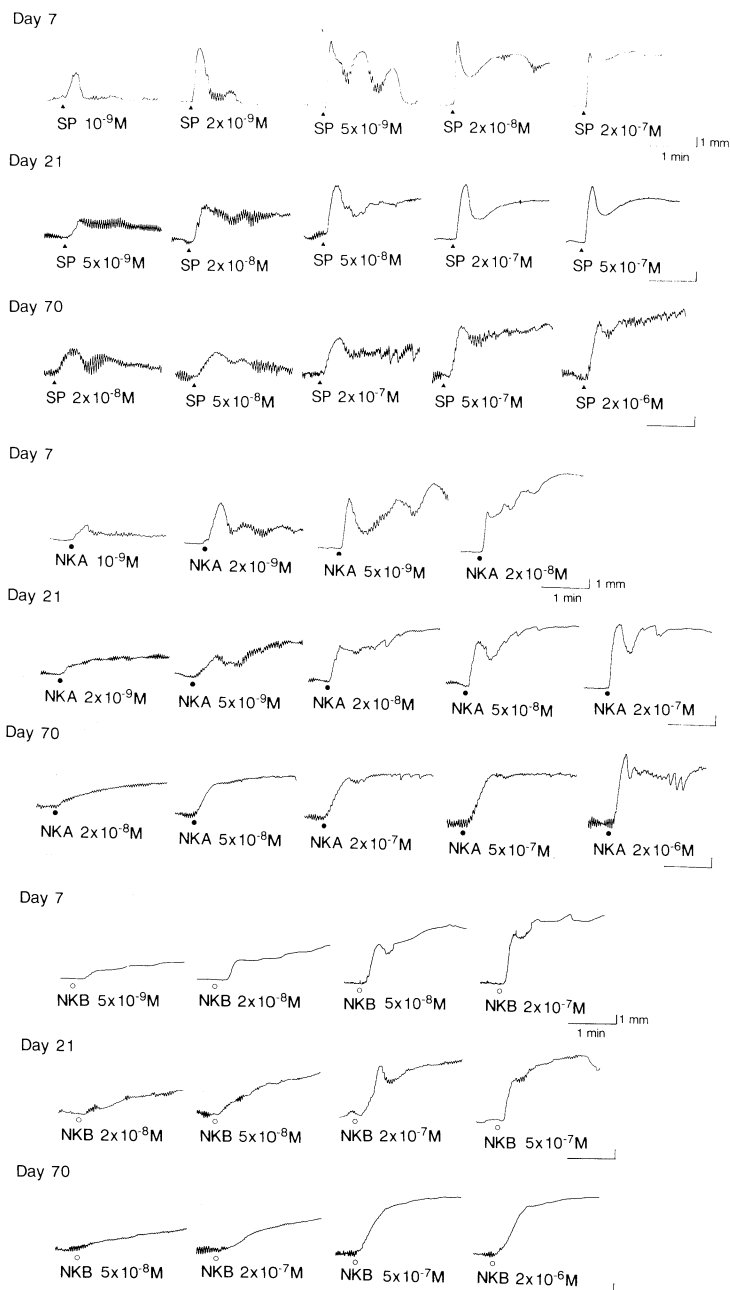 Day 7
SP 10⁻⁹M SP 2x10⁻⁹M SP 5x10⁻⁹M SP 2x10⁻⁸M SP 2x10⁻⁷M
1 mm
1 min
Day 21
SP 5x10⁻⁹M SP 2x10⁻⁸M SP 5x10⁻⁸M SP 2x10⁻⁷M SP 5x10⁻⁷M
Day 70
SP 2x10⁻⁸M SP 5x10⁻⁸M SP 2x10⁻⁷M SP 5x10⁻⁷M SP 2x10⁻⁶M
Day 7
NKA 10⁻⁹M NKA 2x10⁻⁹M NKA 5x10⁻⁹M NKA 2x10⁻⁸M
1 mm
1 min
Day 21
NKA 2x10⁻⁹M NKA 5x10⁻⁹M NKA 2x10⁻⁸M NKA 5x10⁻⁸M NKA 2x10⁻⁷M
Day 70
NKA 2x10⁻⁸M NKA 5x10⁻⁸M NKA 2x10⁻⁷M NKA 5x10⁻⁷M NKA 2x10⁻⁶M
Day 7
NKB 5x10⁻⁹M NKB 2x10⁻⁸M NKB 5x10⁻⁸M NKB 2x10⁻⁷M
1 mm
1 min
Day 21
NKB 2x10⁻⁸M NKB 5x10⁻⁸M NKB 2x10⁻⁷M NKB 5x10⁻⁷M
Day 70
NKB 5x10⁻⁸M NKB 2x10⁻⁷M NKB 5x10⁻⁷M NKB 2x10⁻⁶M